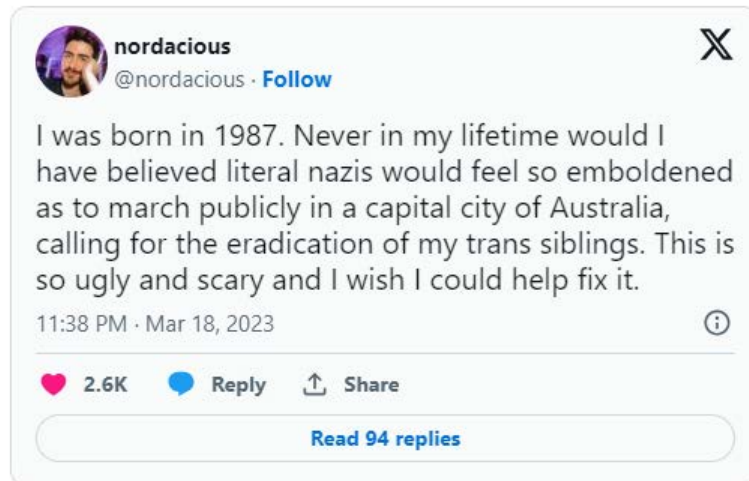 nordacious
@nordacious · Follow
I was born in 1987. Never in my lifetime would I
have believed literal nazis would feel so emboldened
as to march publicly in a capital city of Australia,
calling for the eradication of my trans siblings. This is
so ugly and scary and I wish I could help fix it.
11:38 PM · Mar 18, 2023
2.6K Reply Share
Read 94 replies